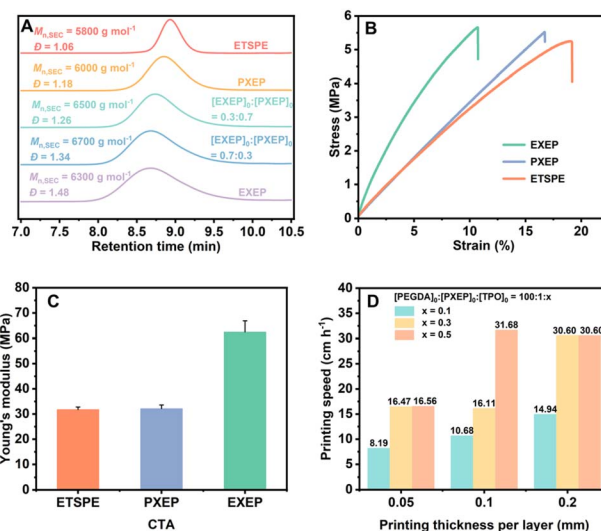 A
Mn,SEC = 5800 g mol-1
Đ = 1.06
ETSPE
Mn,SEC = 6000 g mol-1
Đ = 1.18
PXEP
Mn,SEC = 6500 g mol-1
Đ = 1.26
[EXEP]0:[PXEP]0
= 0.3:0.7
Mn,SEC = 6700 g mol-1
Đ = 1.34
[EXEP]0:[PXEP]0
= 0.7:0.3
Mn,SEC = 6300 g mol-1
Đ = 1.48
EXEP
7.0 7.5 8.0 8.5 9.0 9.5 10.0 10.5
Retention time (min)
B
Stress (MPa)
6
5
4
3
2
1
0
EXEP
PXEP
ETSPE
0 5 10 15 20
Strain (%)
C
Young's modulus (MPa)
80
70
60
50
40
30
20
10
0
ETSPE PXEP EXEP
CTA
D
Printing speed (cm h-1)
40
35
30
25
20
15
10
5
0
[PEGDA]0:[PXEP]0:[TPO]0 = 100:1:x
x = 0.1
x = 0.3
x = 0.5
8.19 16.47 16.56
10.68 16.11 31.68
14.94 30.60 30.60
0.05 0.1 0.2
Printing thickness per layer (mm)